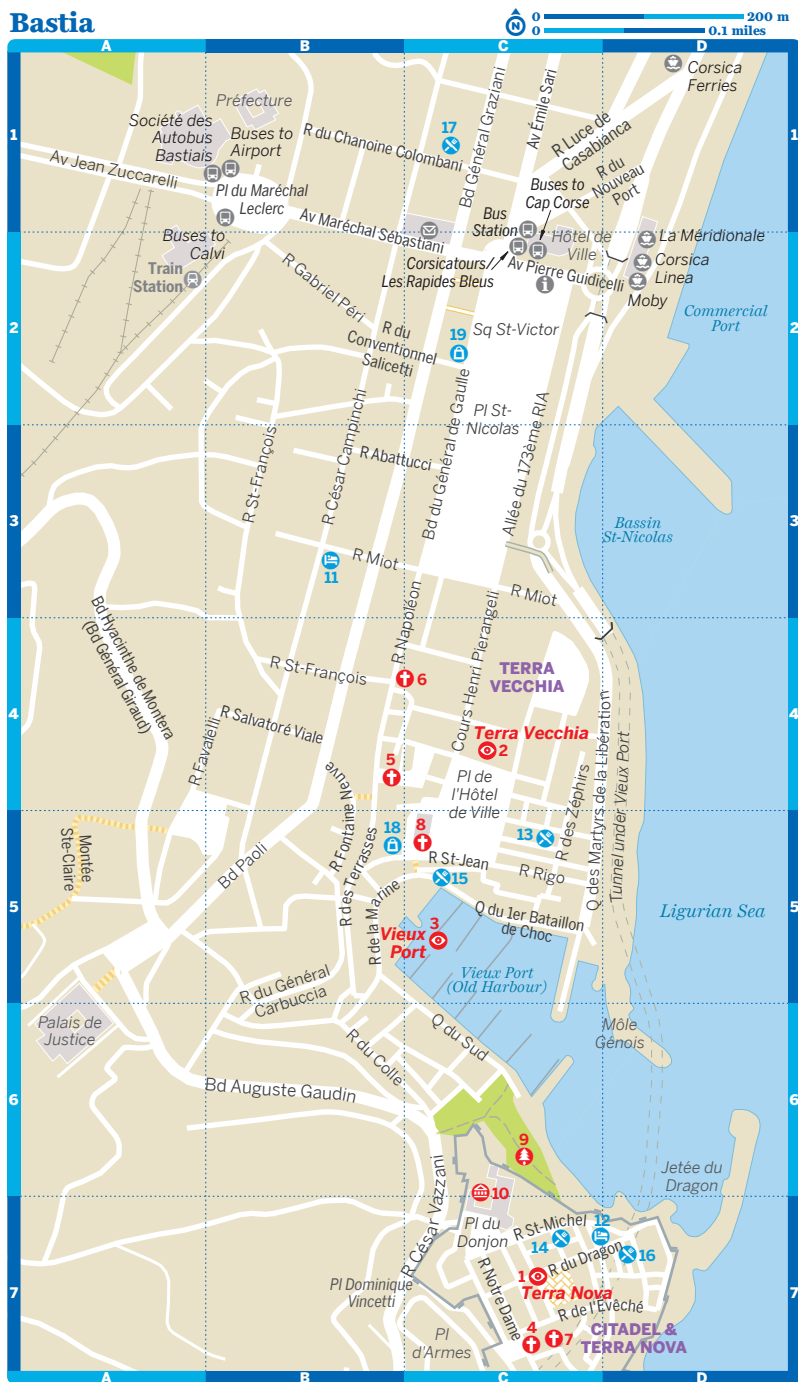 Bastia
N
0 200 m
0 0.1 miles
A B C D
1
Corsica
Ferries
Préfecture
Société des
Autobus
Bastiais
Buses to
Airport
R du Chanoine Colombani
17
Bd Général Graziani
Av Émile Sari
R Luce de
Casabianca
R du
Nouveau
Port
Av Jean Zuccarelli
Pl du Maréchal
Leclerc
Buses to
Cap Corse
Bus
Station
Av Maréchal Sébastiani
Hôtel de
Ville
La Méridionale
Buses to
Calvi
Corsicatours/
Les Rapides Bleus
Av Pierre Guidicelli
Corsica
Linea
Moby
Train
Station
R Gabriel Péri
2
Commercial
Port
R du
Conventionnel
Salicetti
19
Sq St-Victor
Pl St-
Nicolas
Bd du Général de Gaulle
Allée du 173ème RIA
R César Campinchi
R St-François
R Abattucci
3
Bassin
St-Nicolas
R Miot
11
R Miot
Bd Hyacinthe de Montera
(Bd Général Giraud)
R Napoléon
Cours Henri Pierangeli
R St-François
6
TERRA
VECCHIA
4
R Salvatoré Viale
R Favalelli
Terra Vecchia
2
5
Pl de
l'Hôtel
de Ville
Q des Martyrs de la Libération
Tunnel under Vieux Port
R des Zéphirs
R Fontaine Neuve
R des Terrasses
18
8
13
Montée
Ste-Claire
Bd Paoli
R St-Jean
15
R Rigo
5
R de la Marine
Q du 1er Bataillon
de Choc
Ligurian Sea
3
Vieux
Port
Vieux Port
(Old Harbour)
R du Général
Carbuccia
Palais de
Justice
Q du Sud
Môle
Génois
R du Colle
6
Bd Auguste Gaudin
9
Jetée du
Dragon
R César Vazzani
10
Pl du
Donjon
R St-Michel
12
14
R du Dragon
16
1
Terra Nova
7
Pl Dominique
Vincetti
R Notre Dame
R de l'Evêché
Pl
d'Armes
4
7
CITADEL &
TERRA NOVA
A B C D
1
2
3
4
5
6
7